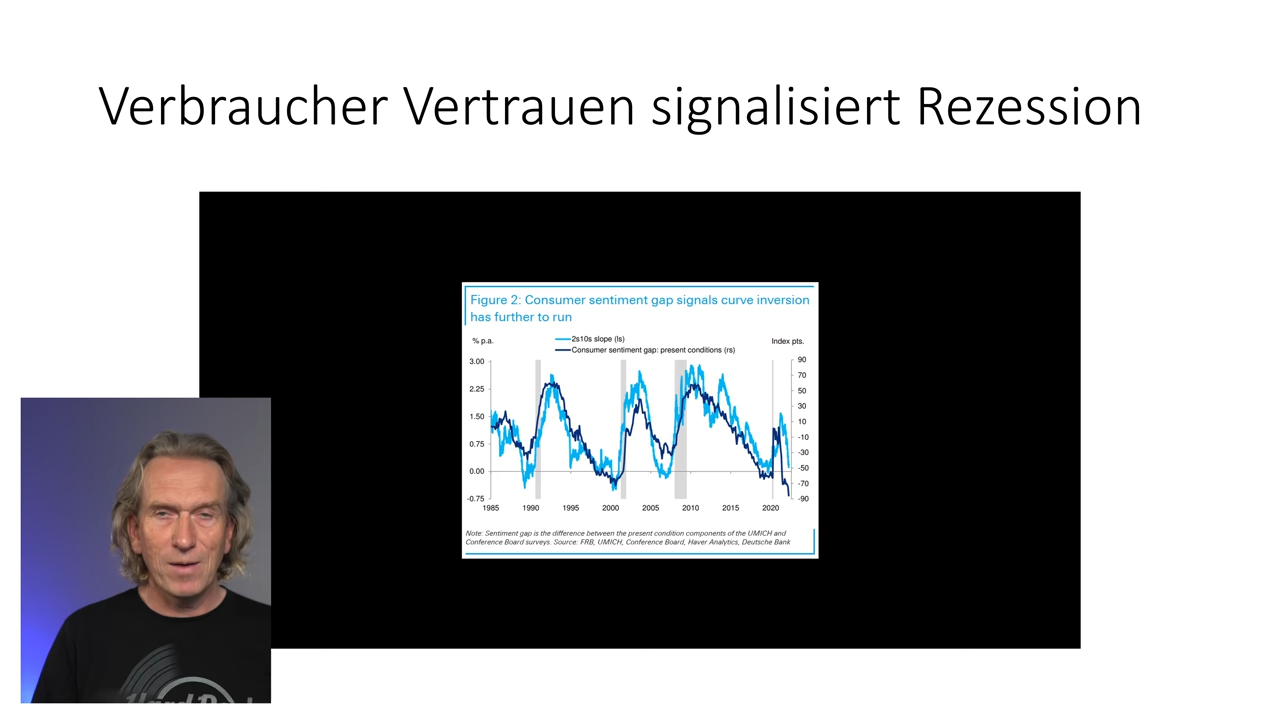 Verbraucher Vertrauen signalisiert Rezession
Figure 2: Consumer sentiment gap signals curve inversion
has further to run
% p.a.
2s10s slope (ls)
Consumer sentiment gap: present conditions (rs)
Index pts.
3.00
2.25
1.50
0.75
0.00
-0.75
90
70
50
30
10
-10
-30
-50
-70
-90
1985 1990 1995 2000 2005 2010 2015 2020
Note: Sentiment gap is the difference between the present condition components of the UMICH and
Conference Board surveys. Source: FRB, UMICH, Conference Board, Haver Analytics, Deutsche Bank